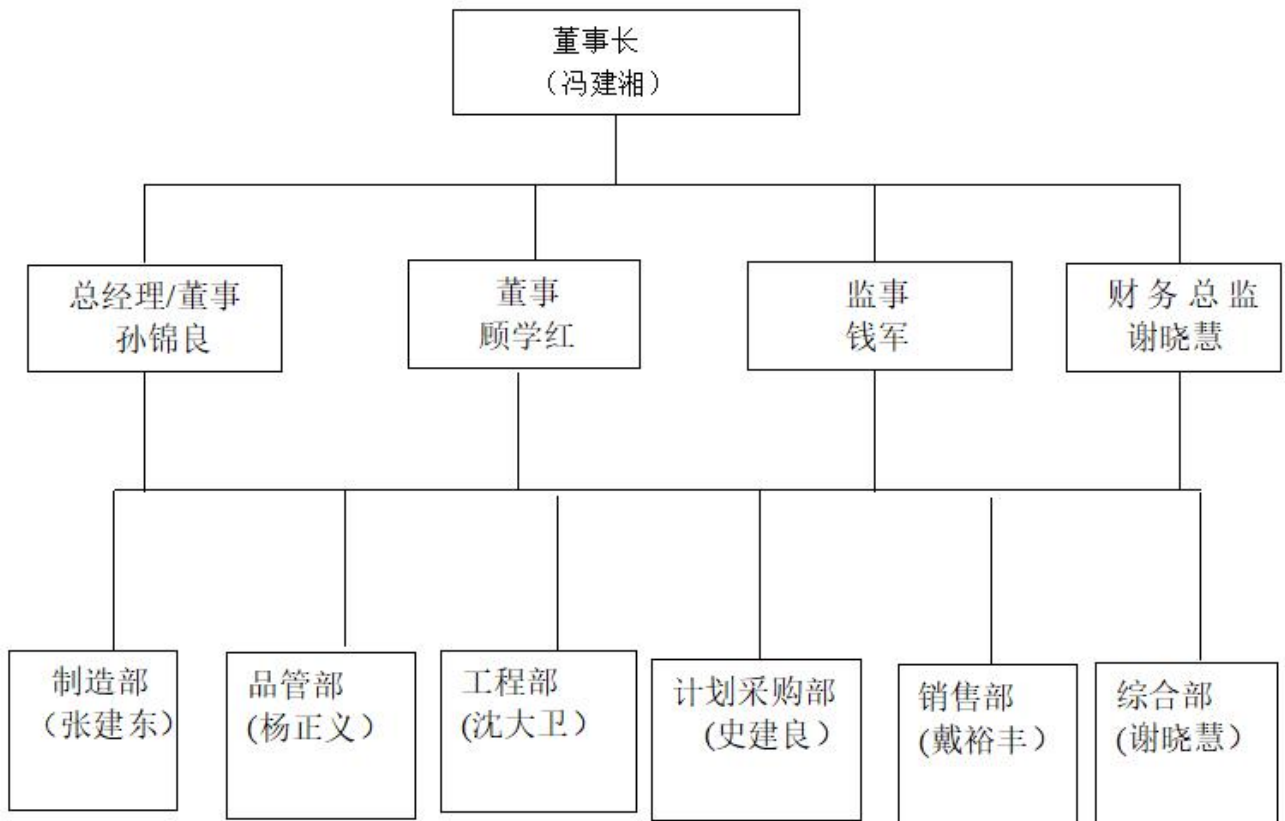 董事长
（冯建湘）
总经理/董事
孙锦良
董事
顾学红
监事
钱军
财务总监
谢晓慧
制造部
（张建东）
品管部
(杨正义）
工程部
(沈大卫）
计划采购部
(史建良）
销售部
(戴裕丰）
综合部
(谢晓慧）